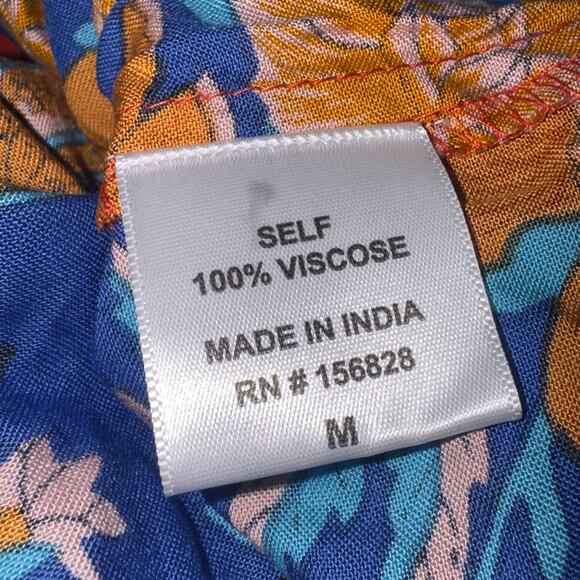 SELF
100% VISCOSE
MADE IN INDIA
RN # 156828
M